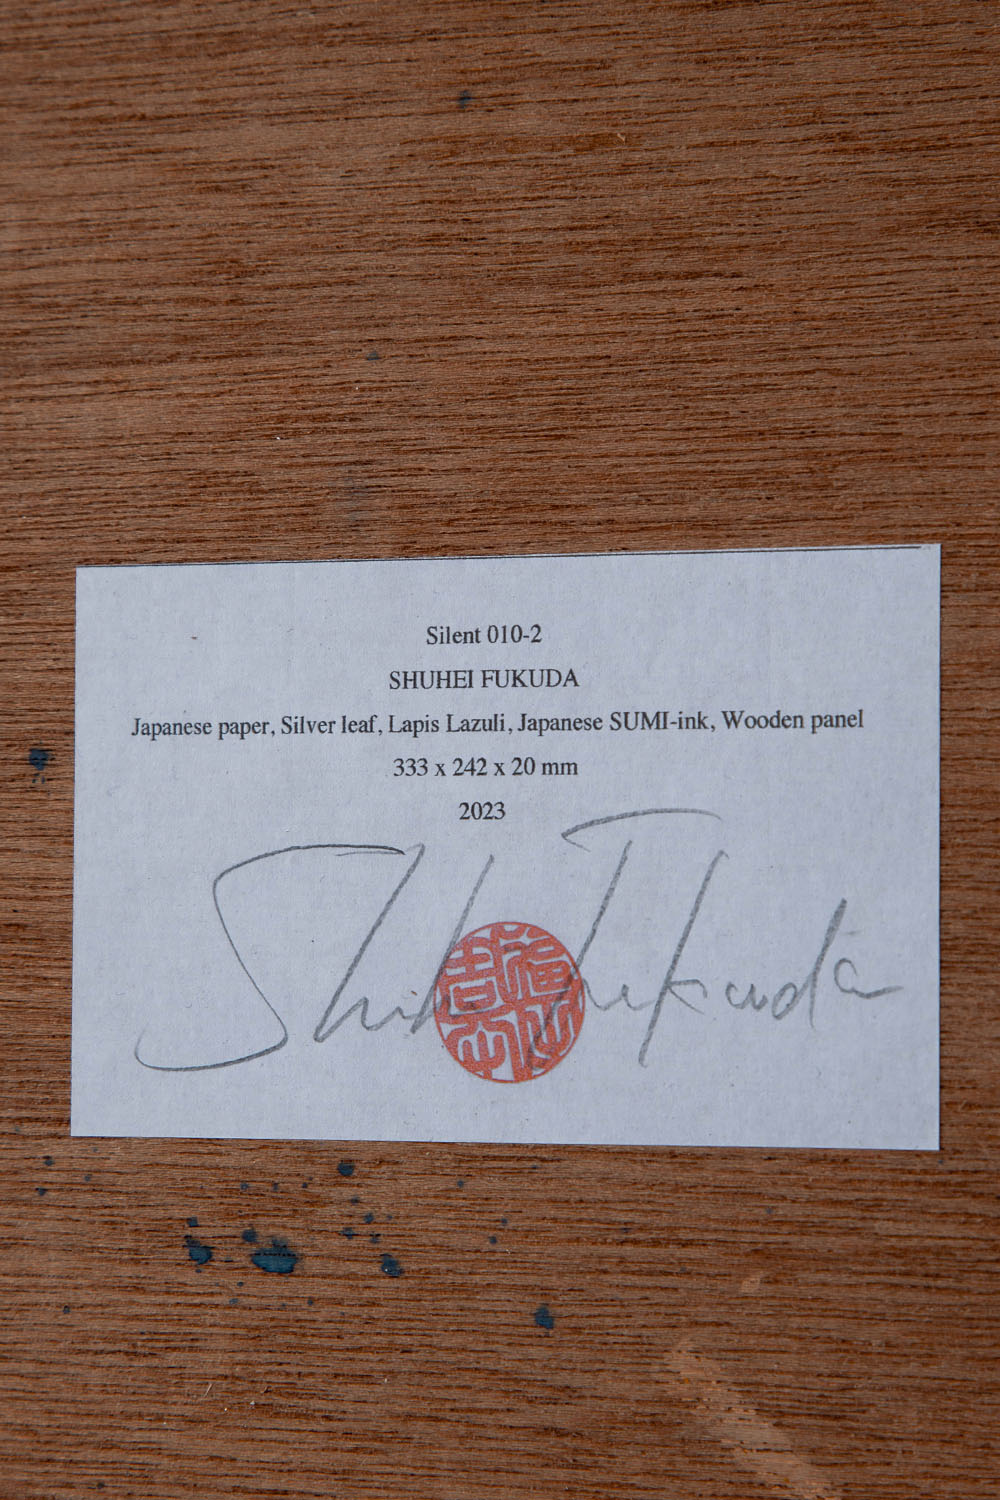 Silent 010-2
SHUHEI FUKUDA
Japanese paper, Silver leaf, Lapis Lazuli, Japanese SUMI-ink, Wooden panel
333 x 242 x 20 mm
2023
Shuhei Fukuda